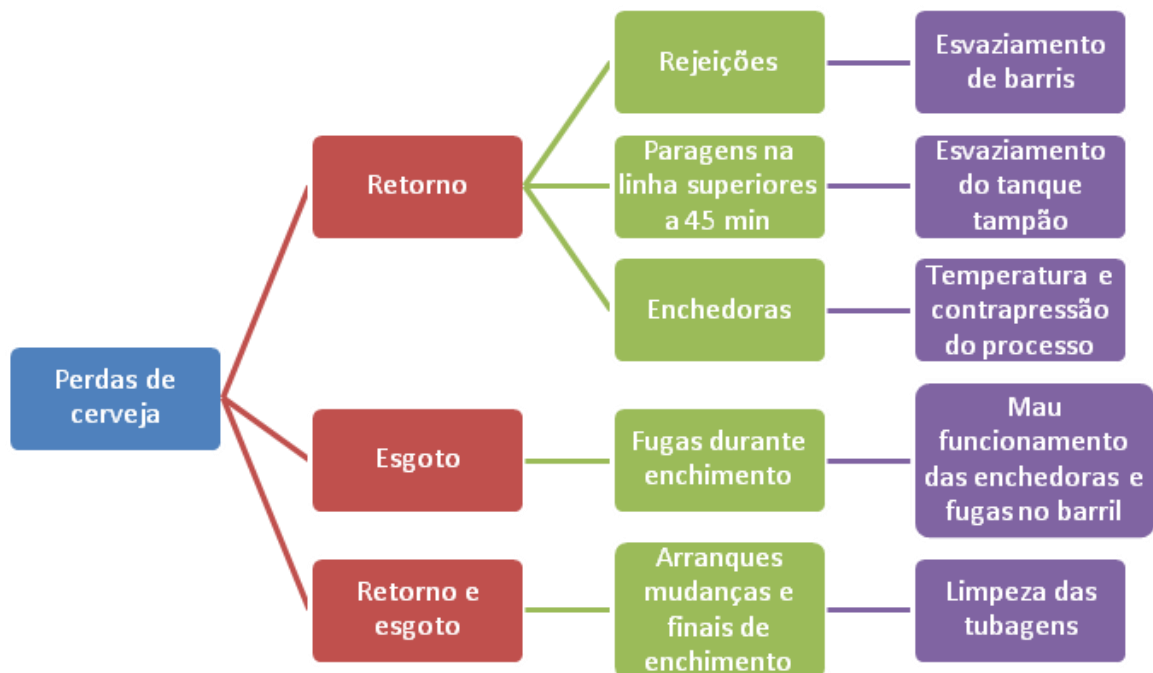 Perdas de
cerveja
Retorno
Rejeições
Esvaziamento
de barris
Paragens na
linha superiores
a 45 min
Esvaziamento
do tanque
tampão
Enchedoras
Temperatura e
contrapressão
do processo
Esgoto
Fugas durante
enchimento
Mau
funcionamento
das enchedoras e
fugas no barril
Retorno e
esgoto
Arranques
mudanças e
finais de
enchimento
Limpeza das
tubagens